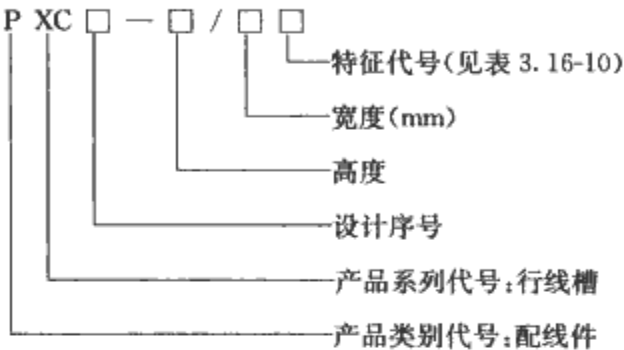 P XC □ — □ / □ □
特征代号(见表 3.16-10)
宽度(mm)
高度
设计序号
产品系列代号:行线槽
产品类别代号:配线件